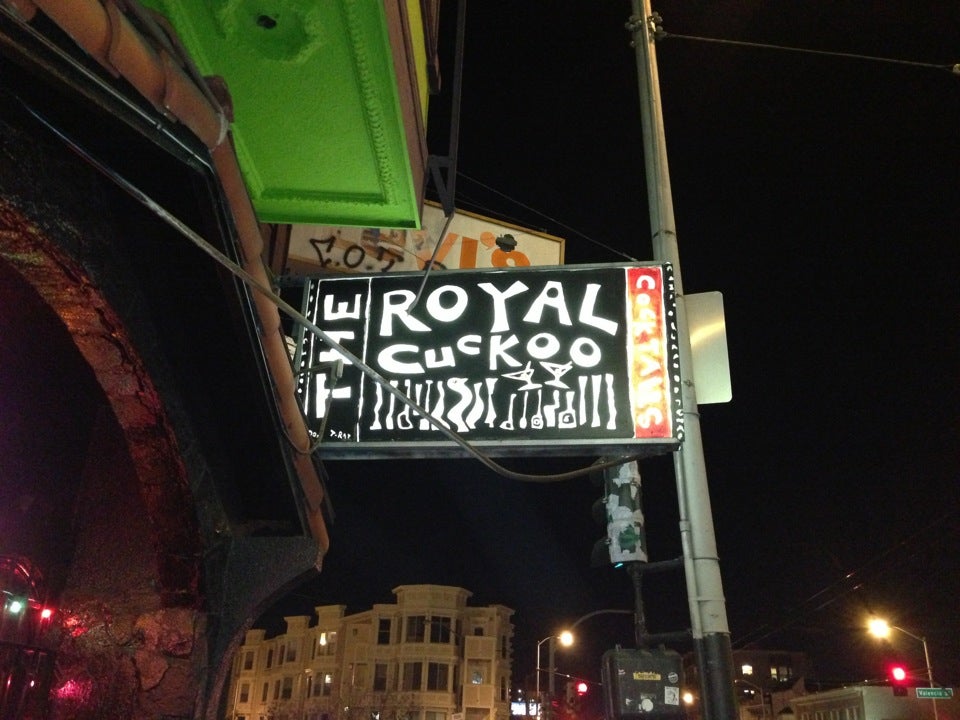 THE
ROYAL
CUCKOO
COCKTAILS
Valencia